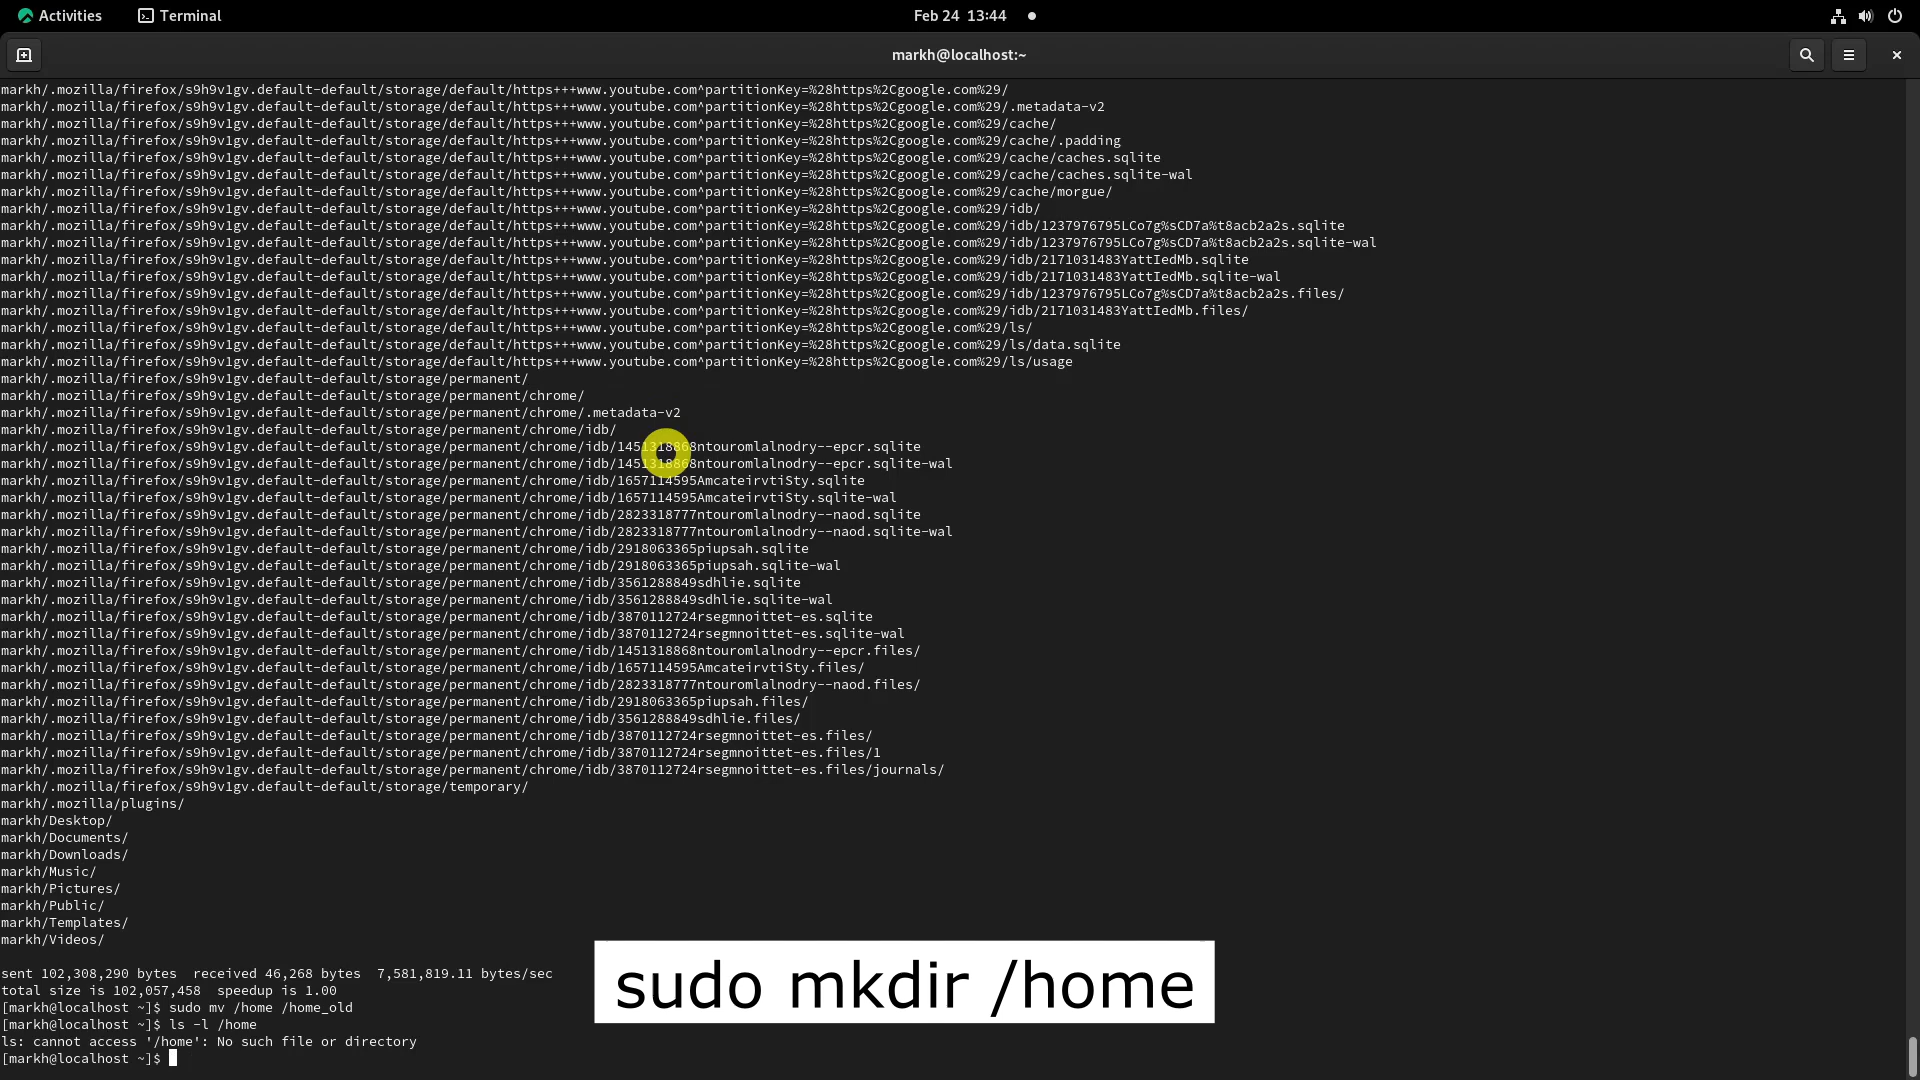 Activities
Terminal
Feb 24 13:44
markh@localhost:~
markh/.mozilla/firefox/s9h9v1gv.default-default/storage/default/https+++www.youtube.com^partitionKey=%28https%2Cgoogle.com%29/
markh/.mozilla/firefox/s9h9v1gv.default-default/storage/default/https+++www.youtube.com^partitionKey=%28https%2Cgoogle.com%29/.metadata-v2
markh/.mozilla/firefox/s9h9v1gv.default-default/storage/default/https+++www.youtube.com^partitionKey=%28https%2Cgoogle.com%29/cache/
markh/.mozilla/firefox/s9h9v1gv.default-default/storage/default/https+++www.youtube.com^partitionKey=%28https%2Cgoogle.com%29/cache/.padding
markh/.mozilla/firefox/s9h9v1gv.default-default/storage/default/https+++www.youtube.com^partitionKey=%28https%2Cgoogle.com%29/cache/caches.sqlite
markh/.mozilla/firefox/s9h9v1gv.default-default/storage/default/https+++www.youtube.com^partitionKey=%28https%2Cgoogle.com%29/cache/caches.sqlite-wal
markh/.mozilla/firefox/s9h9v1gv.default-default/storage/default/https+++www.youtube.com^partitionKey=%28https%2Cgoogle.com%29/cache/morgue/
markh/.mozilla/firefox/s9h9v1gv.default-default/storage/default/https+++www.youtube.com^partitionKey=%28https%2Cgoogle.com%29/idb/
markh/.mozilla/firefox/s9h9v1gv.default-default/storage/default/https+++www.youtube.com^partitionKey=%28https%2Cgoogle.com%29/idb/1237976795LCo7g%sCD7a%t8acb2a2s.sqlite
markh/.mozilla/firefox/s9h9v1gv.default-default/storage/default/https+++www.youtube.com^partitionKey=%28https%2Cgoogle.com%29/idb/1237976795LCo7g%sCD7a%t8acb2a2s.sqlite-wal
markh/.mozilla/firefox/s9h9v1gv.default-default/storage/default/https+++www.youtube.com^partitionKey=%28https%2Cgoogle.com%29/idb/2171031483YattIedMb.sqlite
markh/.mozilla/firefox/s9h9v1gv.default-default/storage/default/https+++www.youtube.com^partitionKey=%28https%2Cgoogle.com%29/idb/2171031483YattIedMb.sqlite-wal
markh/.mozilla/firefox/s9h9v1gv.default-default/storage/default/https+++www.youtube.com^partitionKey=%28https%2Cgoogle.com%29/idb/1237976795LCo7g%sCD7a%t8acb2a2s.files/
markh/.mozilla/firefox/s9h9v1gv.default-default/storage/default/https+++www.youtube.com^partitionKey=%28https%2Cgoogle.com%29/idb/2171031483YattIedMb.files/
markh/.mozilla/firefox/s9h9v1gv.default-default/storage/default/https+++www.youtube.com^partitionKey=%28https%2Cgoogle.com%29/ls/
markh/.mozilla/firefox/s9h9v1gv.default-default/storage/default/https+++www.youtube.com^partitionKey=%28https%2Cgoogle.com%29/ls/data.sqlite
markh/.mozilla/firefox/s9h9v1gv.default-default/storage/default/https+++www.youtube.com^partitionKey=%28https%2Cgoogle.com%29/ls/usage
markh/.mozilla/firefox/s9h9v1gv.default-default/storage/permanent/
markh/.mozilla/firefox/s9h9v1gv.default-default/storage/permanent/chrome/
markh/.mozilla/firefox/s9h9v1gv.default-default/storage/permanent/chrome/.metadata-v2
markh/.mozilla/firefox/s9h9v1gv.default-default/storage/permanent/chrome/idb/
markh/.mozilla/firefox/s9h9v1gv.default-default/storage/permanent/chrome/idb/1451318868ntouromlalnodry--epcr.sqlite
markh/.mozilla/firefox/s9h9v1gv.default-default/storage/permanent/chrome/idb/1451318868ntouromlalnodry--epcr.sqlite-wal
markh/.mozilla/firefox/s9h9v1gv.default-default/storage/permanent/chrome/idb/1657114595AmcateirvtiSty.sqlite
markh/.mozilla/firefox/s9h9v1gv.default-default/storage/permanent/chrome/idb/1657114595AmcateirvtiSty.sqlite-wal
markh/.mozilla/firefox/s9h9v1gv.default-default/storage/permanent/chrome/idb/2823318777ntouromlalnodry--naod.sqlite
markh/.mozilla/firefox/s9h9v1gv.default-default/storage/permanent/chrome/idb/2823318777ntouromlalnodry--naod.sqlite-wal
markh/.mozilla/firefox/s9h9v1gv.default-default/storage/permanent/chrome/idb/2918063365piupsah.sqlite
markh/.mozilla/firefox/s9h9v1gv.default-default/storage/permanent/chrome/idb/2918063365piupsah.sqlite-wal
markh/.mozilla/firefox/s9h9v1gv.default-default/storage/permanent/chrome/idb/3561288849sdhlie.sqlite
markh/.mozilla/firefox/s9h9v1gv.default-default/storage/permanent/chrome/idb/3561288849sdhlie.sqlite-wal
markh/.mozilla/firefox/s9h9v1gv.default-default/storage/permanent/chrome/idb/3870112724rsegmnoittet-es.sqlite
markh/.mozilla/firefox/s9h9v1gv.default-default/storage/permanent/chrome/idb/3870112724rsegmnoittet-es.sqlite-wal
markh/.mozilla/firefox/s9h9v1gv.default-default/storage/permanent/chrome/idb/1451318868ntouromlalnodry--epcr.files/
markh/.mozilla/firefox/s9h9v1gv.default-default/storage/permanent/chrome/idb/1657114595AmcateirvtiSty.files/
markh/.mozilla/firefox/s9h9v1gv.default-default/storage/permanent/chrome/idb/2823318777ntouromlalnodry--naod.files/
markh/.mozilla/firefox/s9h9v1gv.default-default/storage/permanent/chrome/idb/2918063365piupsah.files/
markh/.mozilla/firefox/s9h9v1gv.default-default/storage/permanent/chrome/idb/3561288849sdhlie.files/
markh/.mozilla/firefox/s9h9v1gv.default-default/storage/permanent/chrome/idb/3870112724rsegmnoittet-es.files/
markh/.mozilla/firefox/s9h9v1gv.default-default/storage/permanent/chrome/idb/3870112724rsegmnoittet-es.files/1
markh/.mozilla/firefox/s9h9v1gv.default-default/storage/permanent/chrome/idb/3870112724rsegmnoittet-es.files/journals/
markh/.mozilla/firefox/s9h9v1gv.default-default/storage/temporary/
markh/.mozilla/plugins/
markh/Desktop/
markh/Documents/
markh/Downloads/
markh/Music/
markh/Pictures/
markh/Public/
markh/Templates/
markh/Videos/
sent 102,308,290 bytes  received 46,268 bytes  7,581,819.11 bytes/sec
total size is 102,057,458  speedup is 1.00
[markh@localhost ~]$ sudo mv /home /home_old
[markh@localhost ~]$ ls -l /home
ls: cannot access '/home': No such file or directory
[markh@localhost ~]$
sudo mkdir /home